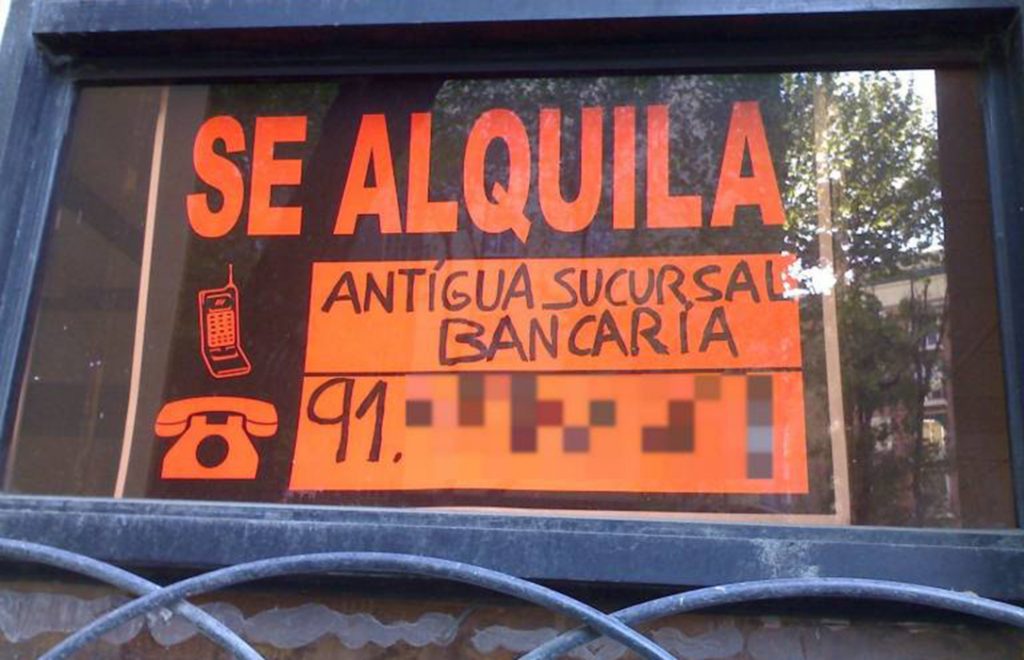 SE ALQUILA
ANTÍGUA SUCURSAL
BANCARÍA
91.